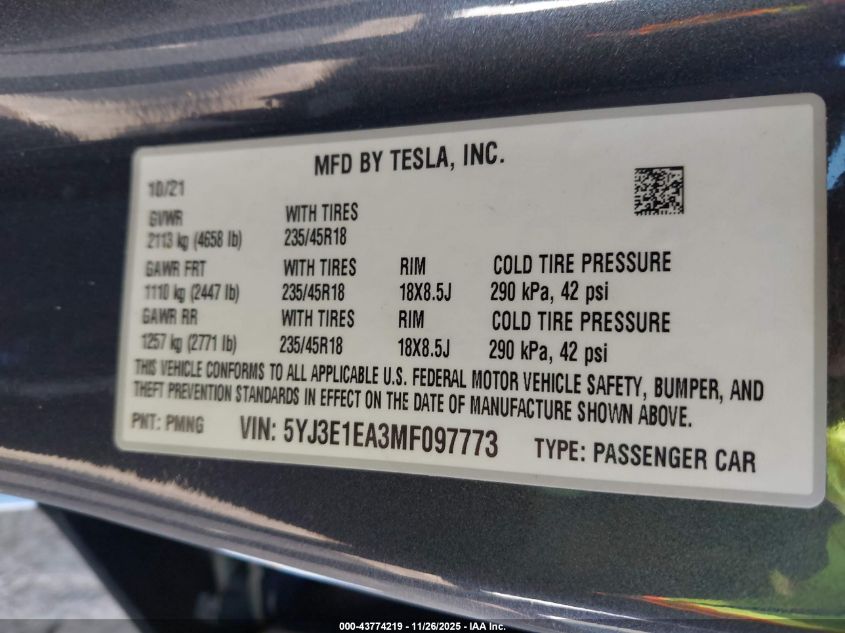 MFD BY TESLA, INC.
10/21
GVWR WITH TIRES
2113 kg (4658 lb) 235/45R18
GAWR FRT WITH TIRES RIM COLD TIRE PRESSURE
1110 kg (2447 lb) 235/45R18 18X8.5J 290 kPa, 42 psi
GAWR RR WITH TIRES RIM COLD TIRE PRESSURE
1257 kg (2771 lb) 235/45R18 18X8.5J 290 kPa, 42 psi
THIS VEHICLE CONFORMS TO ALL APPLICABLE U.S. FEDERAL MOTOR VEHICLE SAFETY, BUMPER, AND
THEFT PREVENTION STANDARDS IN EFFECT ON THE DATE OF MANUFACTURE SHOWN ABOVE.
PNT: PMNG VIN: 5YJ3E1EA3MF097773 TYPE: PASSENGER CAR
000-43774219 - 11/26/2025 - IAA Inc.